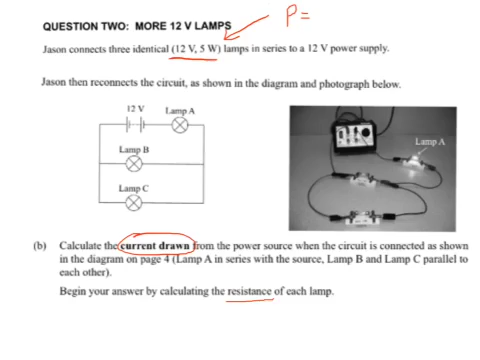 P=
QUESTION TWO: MORE 12 V LAMPS
Jason connects three identical (12 V, 5 W) lamps in series to a 12 V power supply.
Jason then reconnects the circuit, as shown in the diagram and photograph below.
12 V Lamp A
Lamp B
Lamp C
Lamp A
(b) Calculate the current drawn from the power source when the circuit is connected as shown
in the diagram on page 4 (Lamp A in series with the source, Lamp B and Lamp C parallel to
each other).
Begin your answer by calculating the resistance of each lamp.